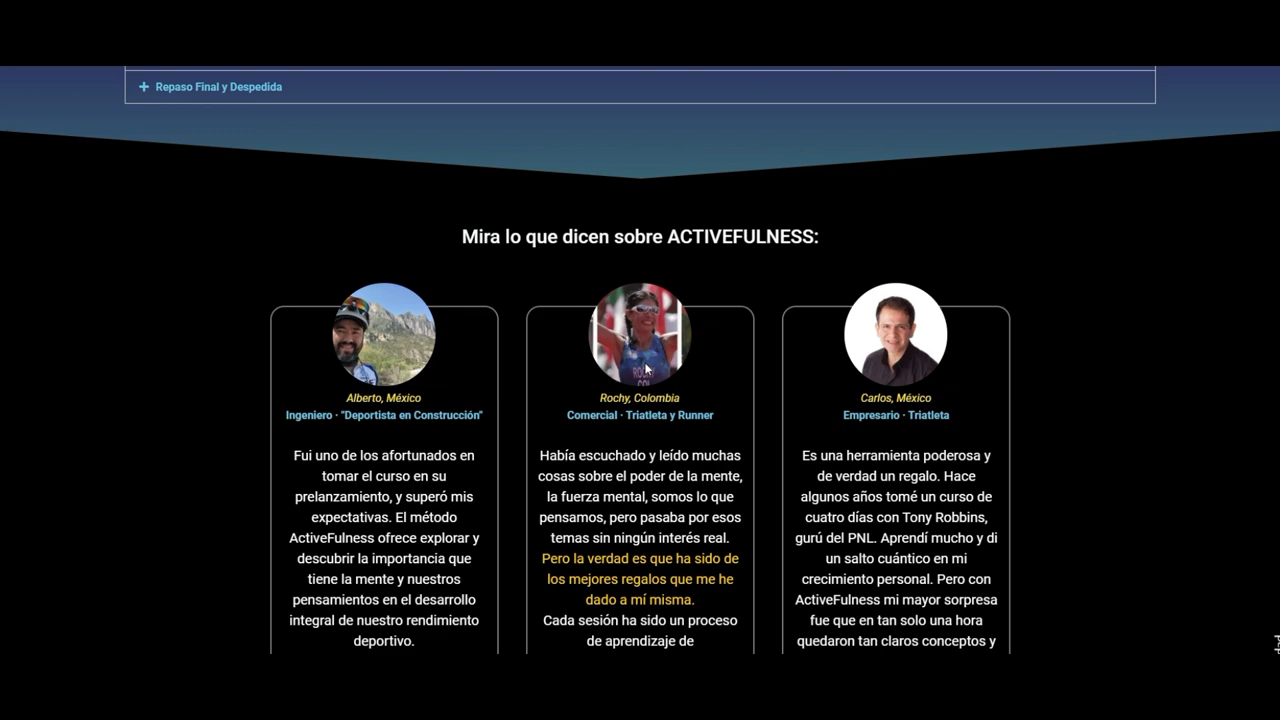 Repaso Final y Despedida
Mira lo que dicen sobre ACTIVEFULNESS:
Alberto, México
Ingeniero · "Deportista en Construcción"
Fui uno de los afortunados en
tomar el curso en su
prelanzamiento, y superó mis
expectativas. El método
ActiveFulness ofrece explorar y
descubrir la importancia que
tiene la mente y nuestros
pensamientos en el desarrollo
integral de nuestro rendimiento
deportivo.
Rochy, Colombia
Comercial · Triatleta y Runner
Había escuchado y leído muchas
cosas sobre el poder de la mente,
la fuerza mental, somos lo que
pensamos, pero pasaba por esos
temas sin ningún interés real.
Pero la verdad es que ha sido de
los mejores regalos que me he
dado a mí misma.
Cada sesión ha sido un proceso
de aprendizaje de
Carlos, México
Empresario · Triatleta
Es una herramienta poderosa y
de verdad un regalo. Hace
algunos años tomé un curso de
cuatro días con Tony Robbins,
gurú del PNL. Aprendí mucho y di
un salto cuántico en mi
crecimiento personal. Pero con
ActiveFulness mi mayor sorpresa
fue que en tan solo una hora
quedaron tan claros conceptos y